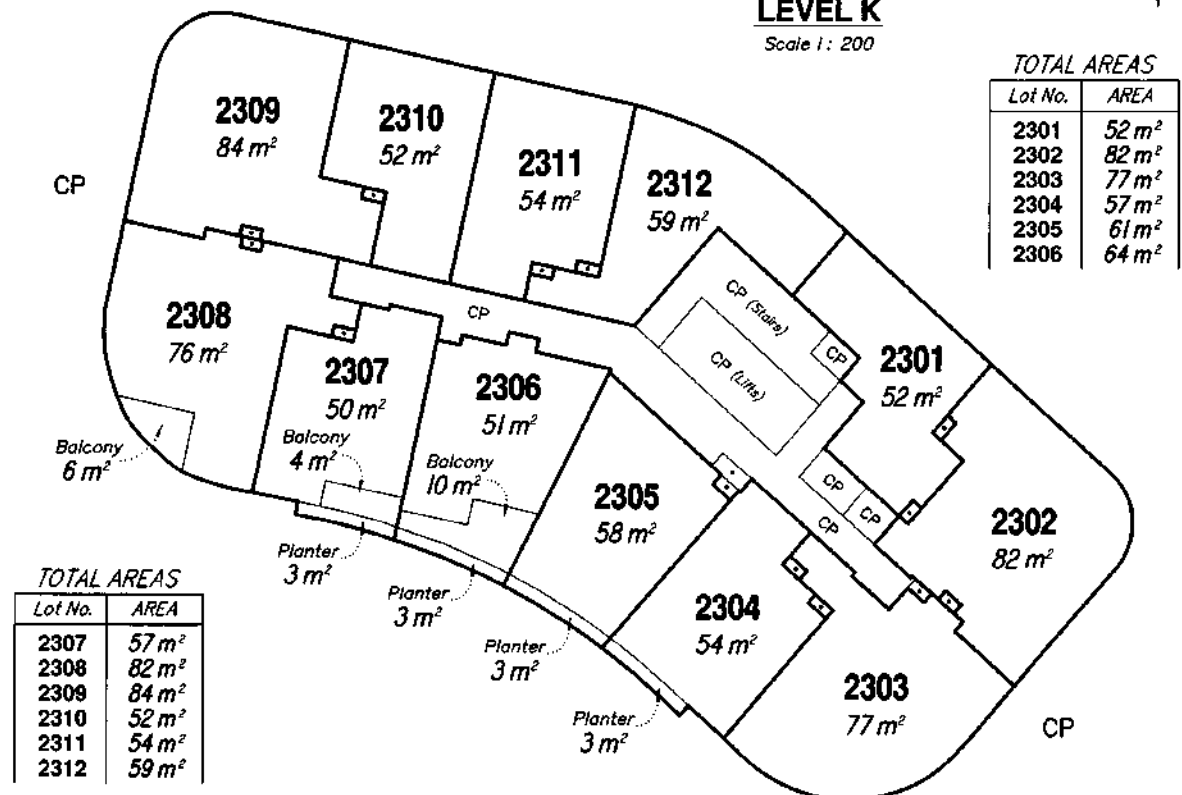 LEVEL K
Scale 1: 200
TOTAL AREAS
Lot No. AREA
2301 52 m²
2302 82 m²
2303 77 m²
2304 57 m²
2305 61 m²
2306 64 m²
2309
84 m²
2310
52 m²
2311
54 m²
2312
59 m²
CP
CP
CP (Stairs)
CP
CP (Lifts)
2301
52 m²
2308
76 m²
2307
50 m²
2306
51 m²
Balcony
6 m²
Balcony
4 m²
Balcony
10 m²
2305
58 m²
CP
CP
CP
2302
82 m²
Planter
3 m²
Planter
3 m²
Planter
3 m²
Planter
3 m²
2304
54 m²
2303
77 m²
CP
TOTAL AREAS
Lot No. AREA
2307 57 m²
2308 82 m²
2309 84 m²
2310 52 m²
2311 54 m²
2312 59 m²